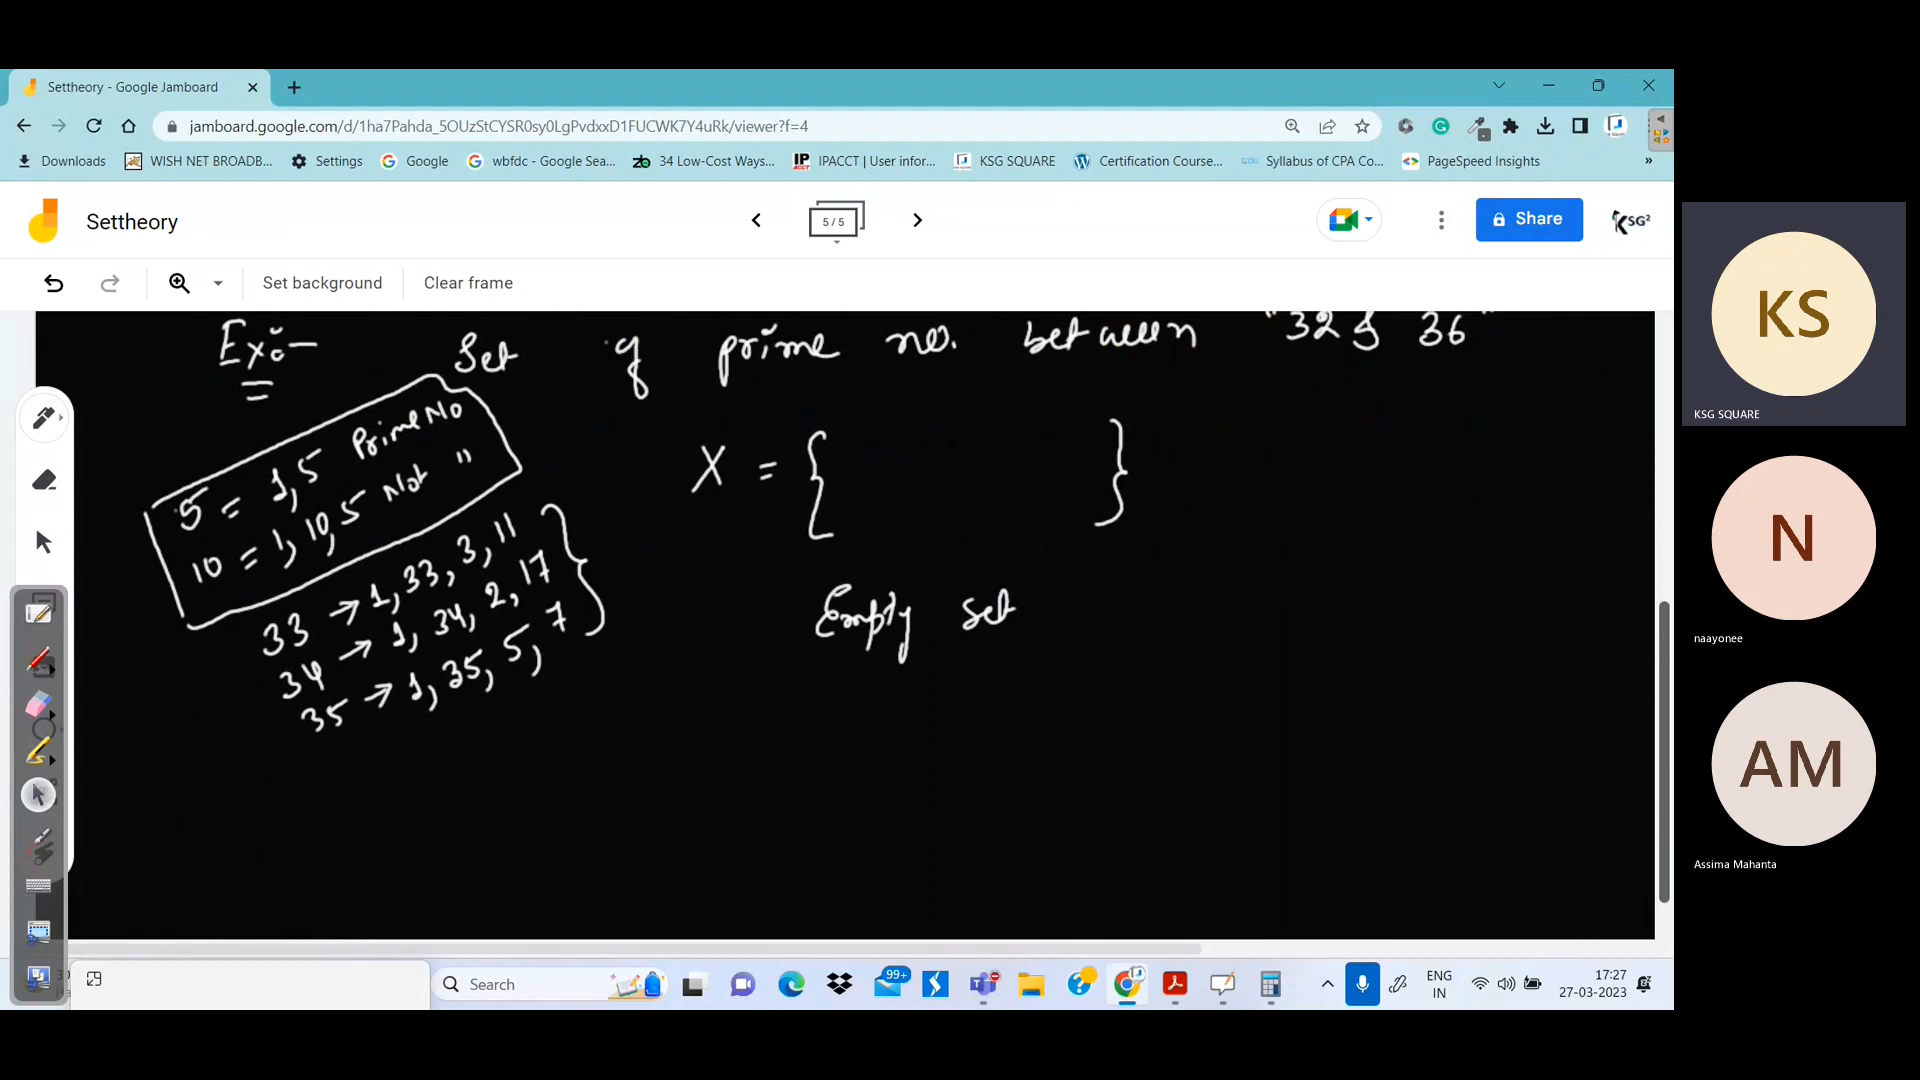 Settheory - Google Jamboard
jamboard.google.com/d/1ha7Pahda_5OUzStCYSR0sy0LgPvdxxD1FUCWK7Y4uRk/viewer?f=4
Downloads WISH NET BROADB... Settings Google wbfdc - Google Sea... 34 Low-Cost Ways... IPACCT | User infor... KSG SQUARE Certification Course... Syllabus of CPA Co... PageSpeed Insights »
Settheory
5 / 5
Share
KSG²
Set background
Clear frame
Ex:- Set of prime no. between "32 & 36"
5 = 1, 5 Prime No
10 = 1, 10, 5 Not "
33 → 1, 33, 3, 11
34 → 1, 34, 2, 17
35 → 1, 35, 5, 7
X = { }
Empty set
KS
KSG SQUARE
N
naayonee
AM
Assima Mahanta
Search
99+
ENG
IN
17:27
27-03-2023